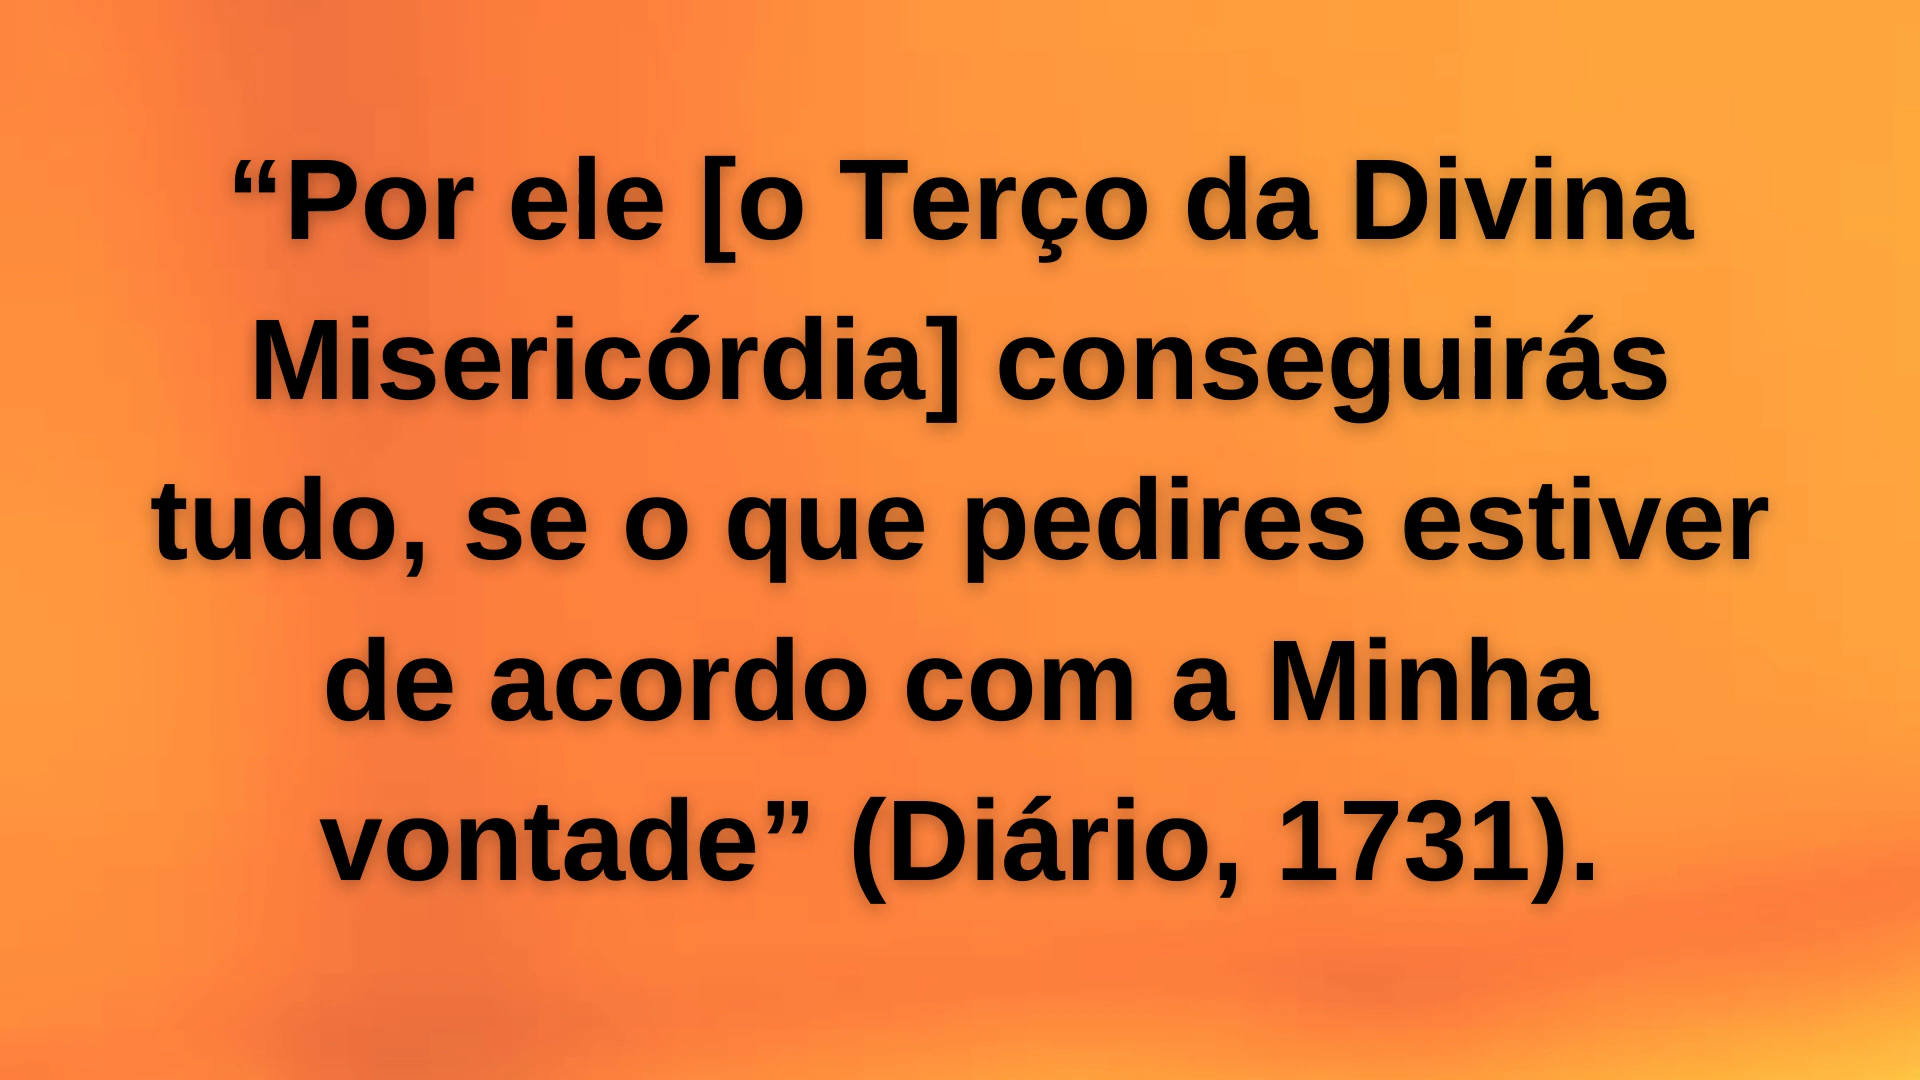 “Por ele [o Terço da Divina
Misericórdia] conseguirás
tudo, se o que pedires estiver
de acordo com a Minha
vontade” (Diário, 1731).